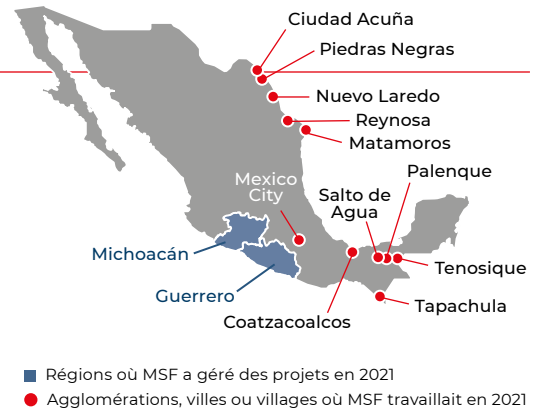 Ciudad Acuña
Piedras Negras
Nuevo Laredo
Reynosa
Matamoros
Palenque
Mexico
City
Salto de
Agua
Michoacán
Tenosique
Guerrero
Tapachula
Coatzacoalcos
Régions où MSF a géré des projets en 2021
Agglomérations, villes ou villages où MSF travaillait en 2021